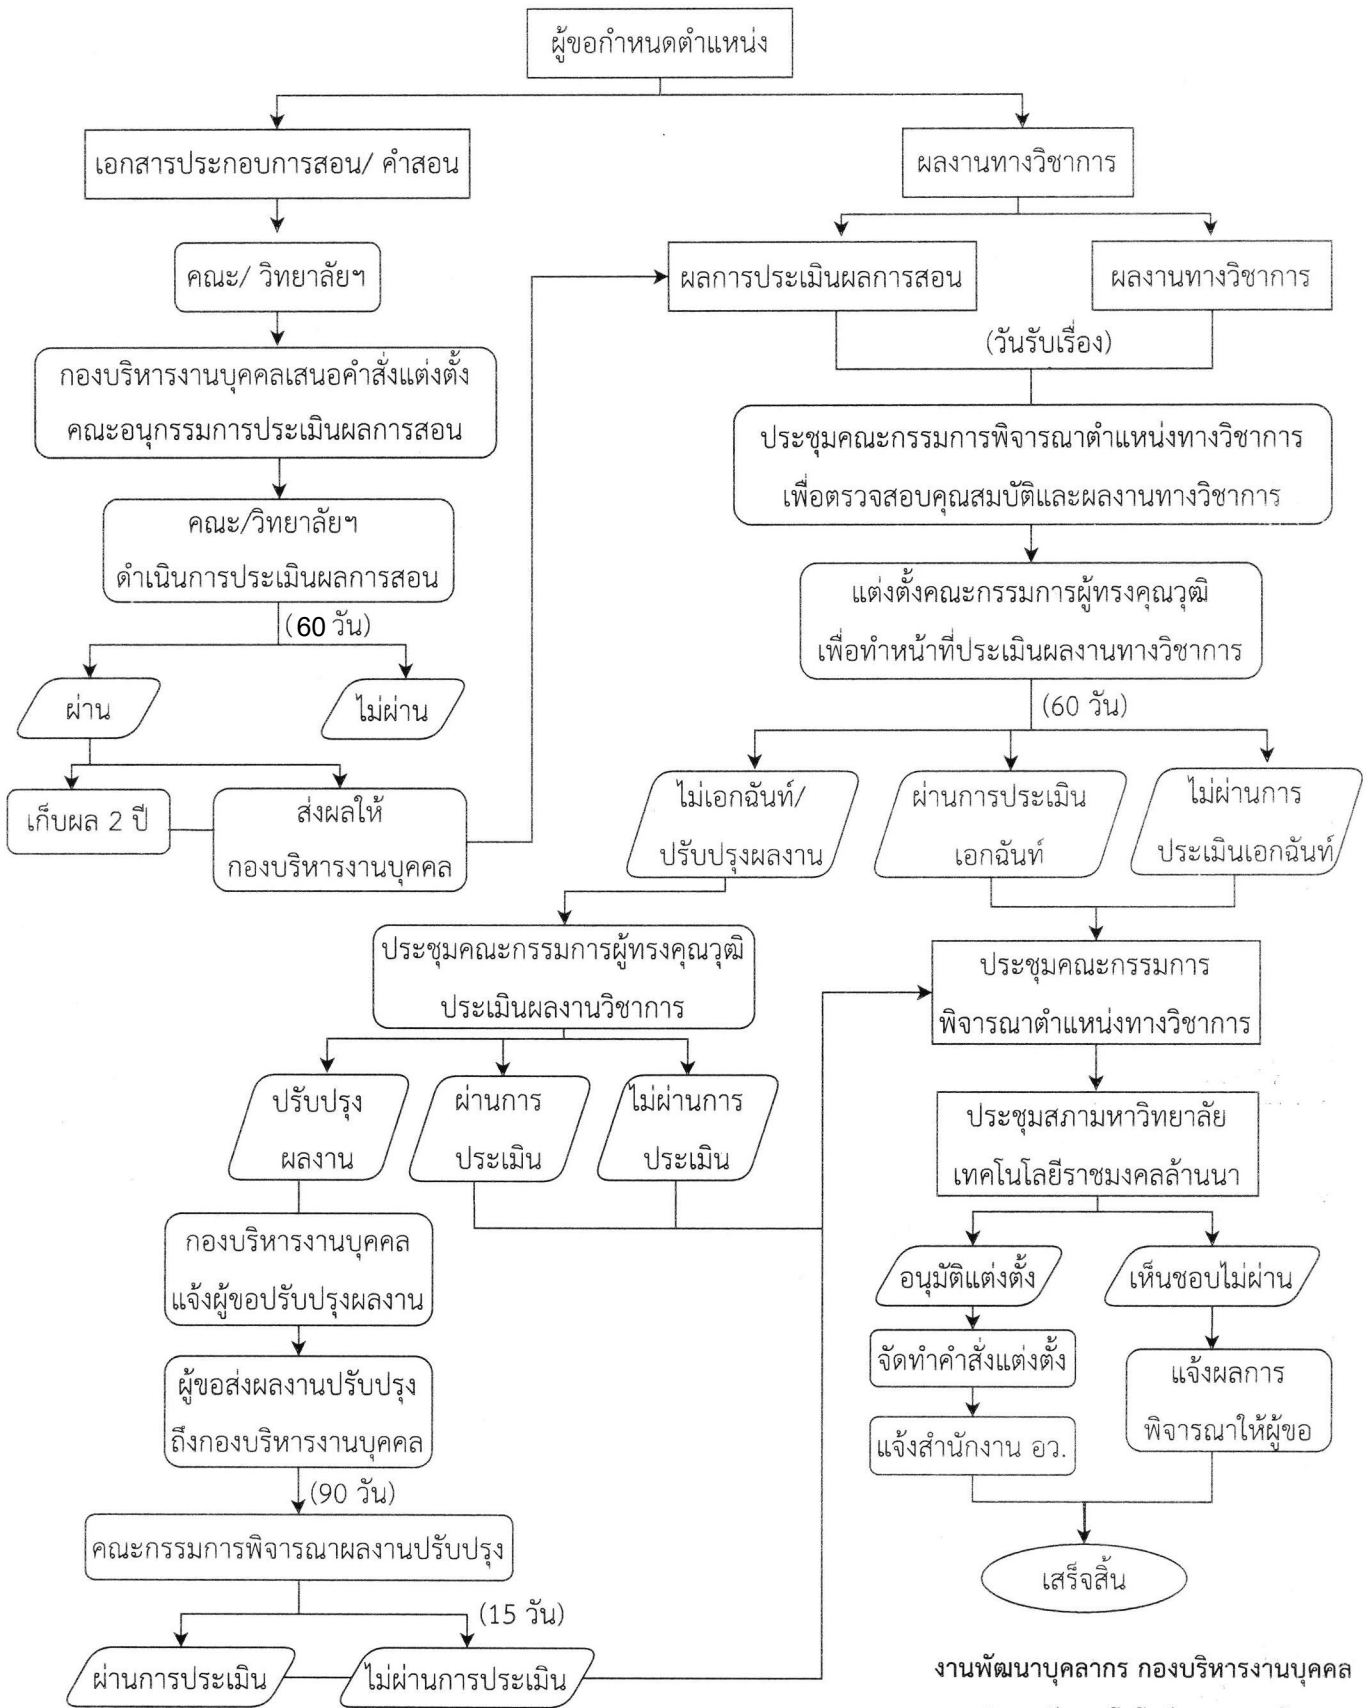 ผู้ขอกำหนดตำแหน่ง
เอกสารประกอบการสอน/ คำสอน
ผลงานทางวิชาการ
คณะ/ วิทยาลัยฯ
ผลการประเมินผลการสอน
ผลงานทางวิชาการ
(วันรับเรื่อง)
กองบริหารงานบุคคลเสนอคำสั่งแต่งตั้ง
คณะอนุกรรมการประเมินผลการสอน
ประชุมคณะกรรมการพิจารณาตำแหน่งทางวิชาการ
เพื่อตรวจสอบคุณสมบัติและผลงานทางวิชาการ
คณะ/วิทยาลัยฯ
ดำเนินการประเมินผลการสอน
(60 วัน)
แต่งตั้งคณะกรรมการผู้ทรงคุณวุฒิ
เพื่อทำหน้าที่ประเมินผลงานทางวิชาการ
(60 วัน)
ผ่าน
ไม่ผ่าน
เก็บผล 2 ปี
ส่งผลให้
กองบริหารงานบุคคล
ไม่เอกฉันท์/
ปรับปรุงผลงาน
ผ่านการประเมิน
เอกฉันท์
ไม่ผ่านการ
ประเมินเอกฉันท์
ประชุมคณะกรรมการผู้ทรงคุณวุฒิ
ประเมินผลงานวิชาการ
ประชุมคณะกรรมการ
พิจารณาตำแหน่งทางวิชาการ
ปรับปรุง
ผลงาน
ผ่านการ
ประเมิน
ไม่ผ่านการ
ประเมิน
ประชุมสภามหาวิทยาลัย
เทคโนโลยีราชมงคลล้านนา
กองบริหารงานบุคคล
แจ้งผู้ขอปรับปรุงผลงาน
อนุมัติแต่งตั้ง
เห็นชอบไม่ผ่าน
จัดทำคำสั่งแต่งตั้ง
แจ้งผลการ
พิจารณาให้ผู้ขอ
ผู้ขอส่งผลงานปรับปรุง
ถึงกองบริหารงานบุคคล
แจ้งสำนักงาน อว.
(90 วัน)
คณะกรรมการพิจารณาผลงานปรับปรุง
เสร็จสิ้น
(15 วัน)
ผ่านการประเมิน
ไม่ผ่านการประเมิน
งานพัฒนาบุคลากร กองบริหารงานบุคคล